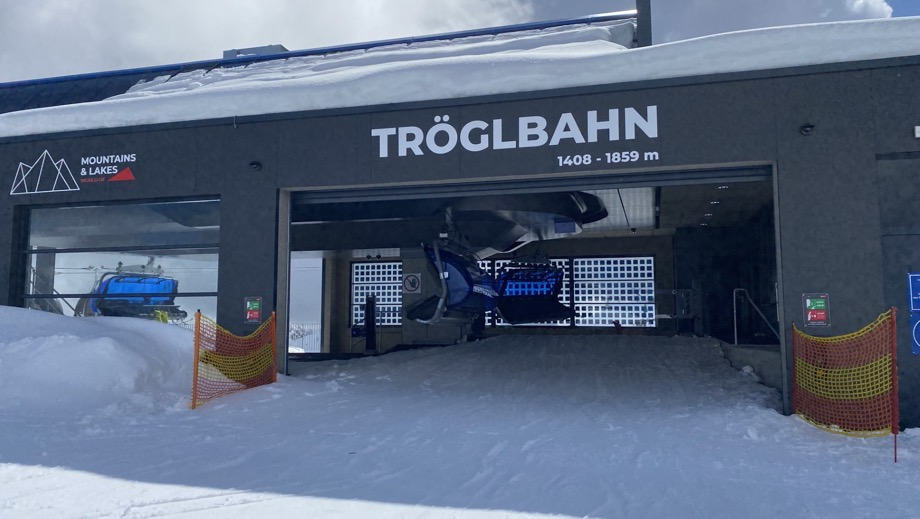 TRÖGLBAHN
1408 - 1859 m
MOUNTAINS
& LAKES